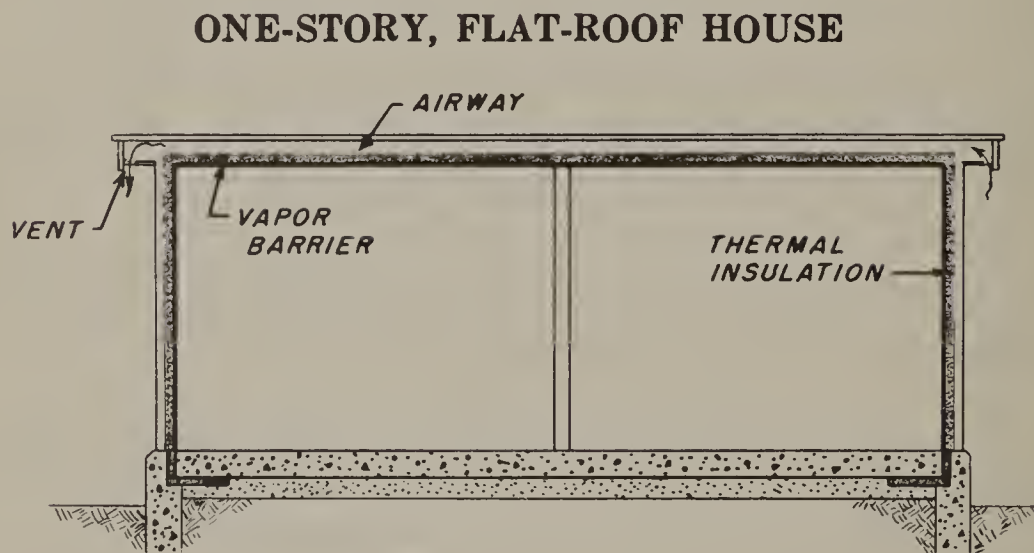 ONE-STORY, FLAT-ROOF HOUSE
AIRWAY
VENT
VAPOR
BARRIER
THERMAL
INSULATION